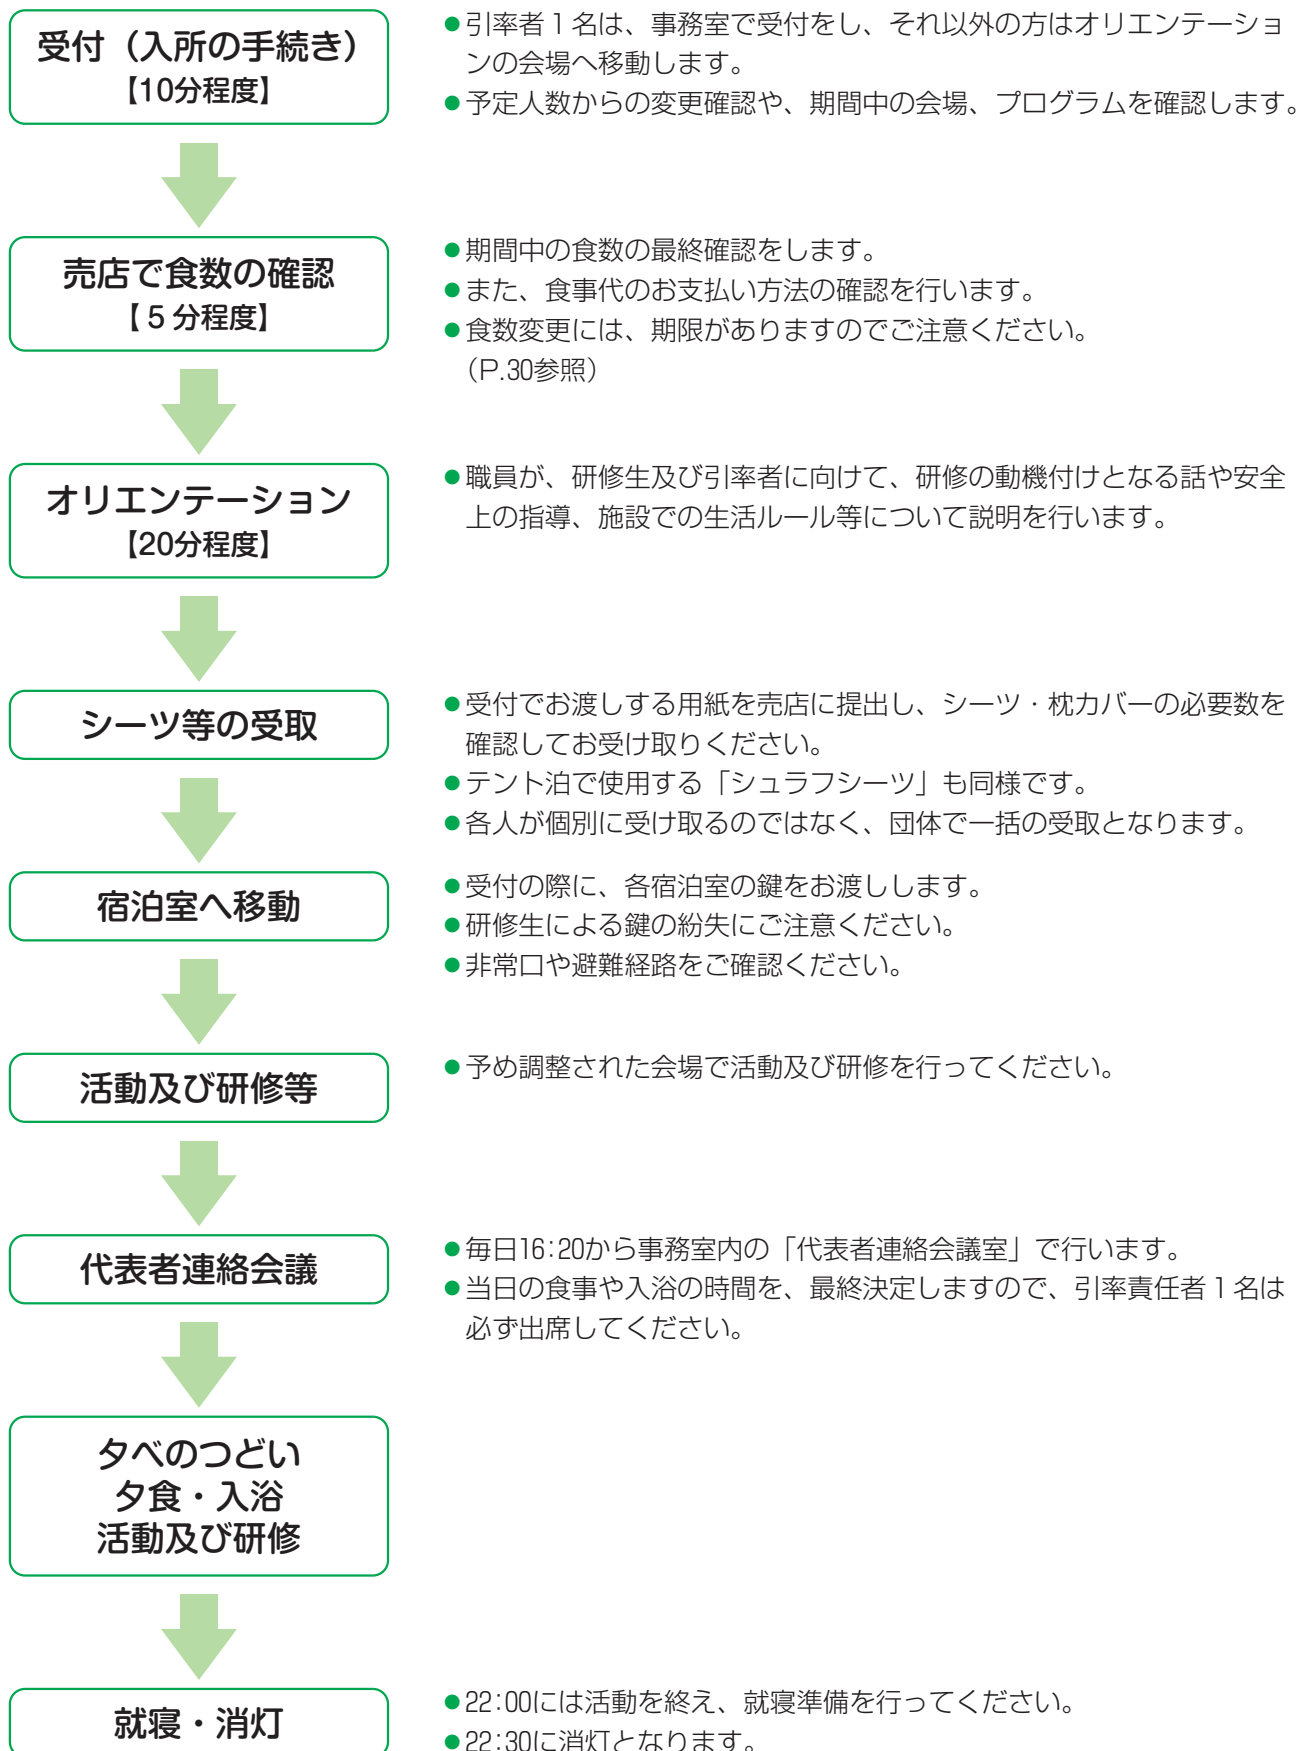 受付（入所の手続き）
【10分程度】
●引率者１名は、事務室で受付をし、それ以外の方はオリエンテーショ
ンの会場へ移動します。
●予定人数からの変更確認や、期間中の会場、プログラムを確認します。
売店で食数の確認
【５分程度】
●期間中の食数の最終確認をします。
●また、食事代のお支払い方法の確認を行います。
●食数変更には、期限がありますのでご注意ください。
（P.30参照）
オリエンテーション
【20分程度】
●職員が、研修生及び引率者に向けて、研修の動機付けとなる話や安全
上の指導、施設での生活ルール等について説明を行います。
シーツ等の受取
●受付でお渡しする用紙を売店に提出し、シーツ・枕カバーの必要数を
確認してお受け取りください。
●テント泊で使用する「シュラフシーツ」も同様です。
●各人が個別に受け取るのではなく、団体で一括の受取となります。
宿泊室へ移動
●受付の際に、各宿泊室の鍵をお渡しします。
●研修生による鍵の紛失にご注意ください。
●非常口や避難経路をご確認ください。
活動及び研修等
●予め調整された会場で活動及び研修を行ってください。
代表者連絡会議
●毎日16:20から事務室内の「代表者連絡会議室」で行います。
●当日の食事や入浴の時間を、最終決定しますので、引率責任者１名は
必ず出席してください。
夕べのつどい
夕食・入浴
活動及び研修
就寝・消灯
●22:00には活動を終え、就寝準備を行ってください。
●22:30に消灯となります。